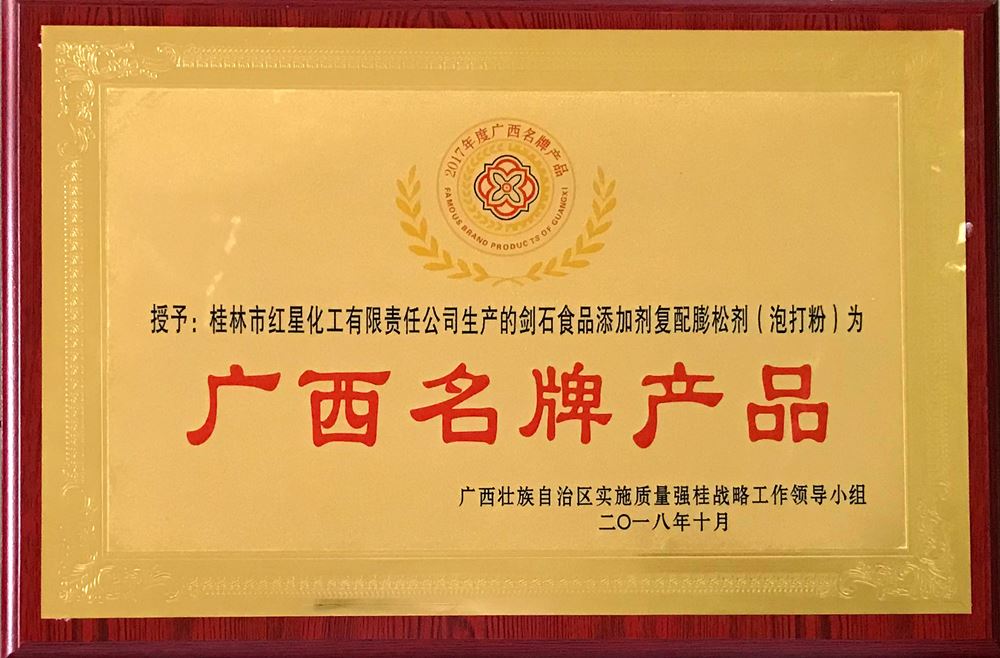 2017年度广西名牌产品
FAMOUS BRAND PRODUCTS OF GUANGXI
授予：桂林市红星化工有限责任公司生产的剑石食品添加剂复配膨松剂（泡打粉）为
广西名牌产品
广西壮族自治区实施质量强桂战略工作领导小组
二〇一八年十月